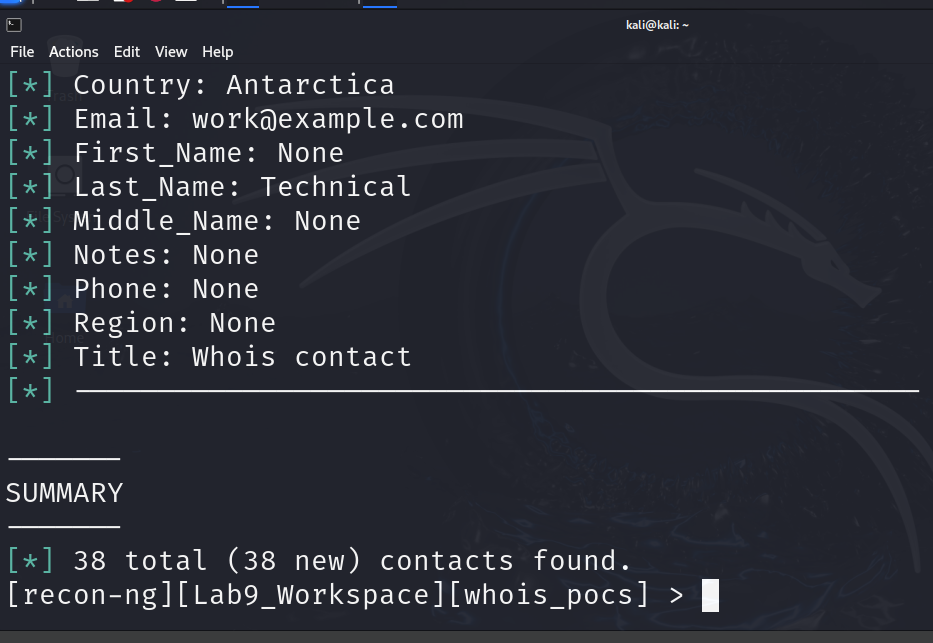 kali@kali: ~
File Actions Edit View Help
[*] Country: Antarctica
[*] Email: work@example.com
[*] First_Name: None
[*] Last_Name: Technical
[*] Middle_Name: None
[*] Notes: None
[*] Phone: None
[*] Region: None
[*] Title: Whois contact
[*] --------------------------------------------------
-------
SUMMARY
-------
[*] 38 total (38 new) contacts found.
[recon-ng][Lab9_Workspace][whois_pocs] >